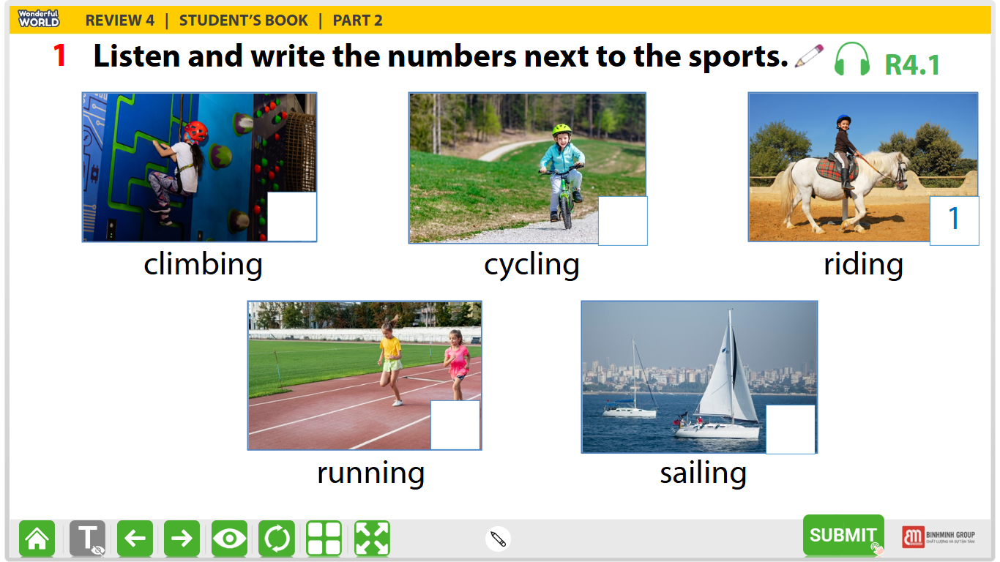 Wonderful
WORLD
REVIEW 4 | STUDENT'S BOOK | PART 2
1 Listen and write the numbers next to the sports. R4.1
1
climbing
cycling
riding
running
sailing
T
SUBMIT
BINHMINH GROUP
CHẤT LƯỢNG VÀ SỰ TẬN TÂM